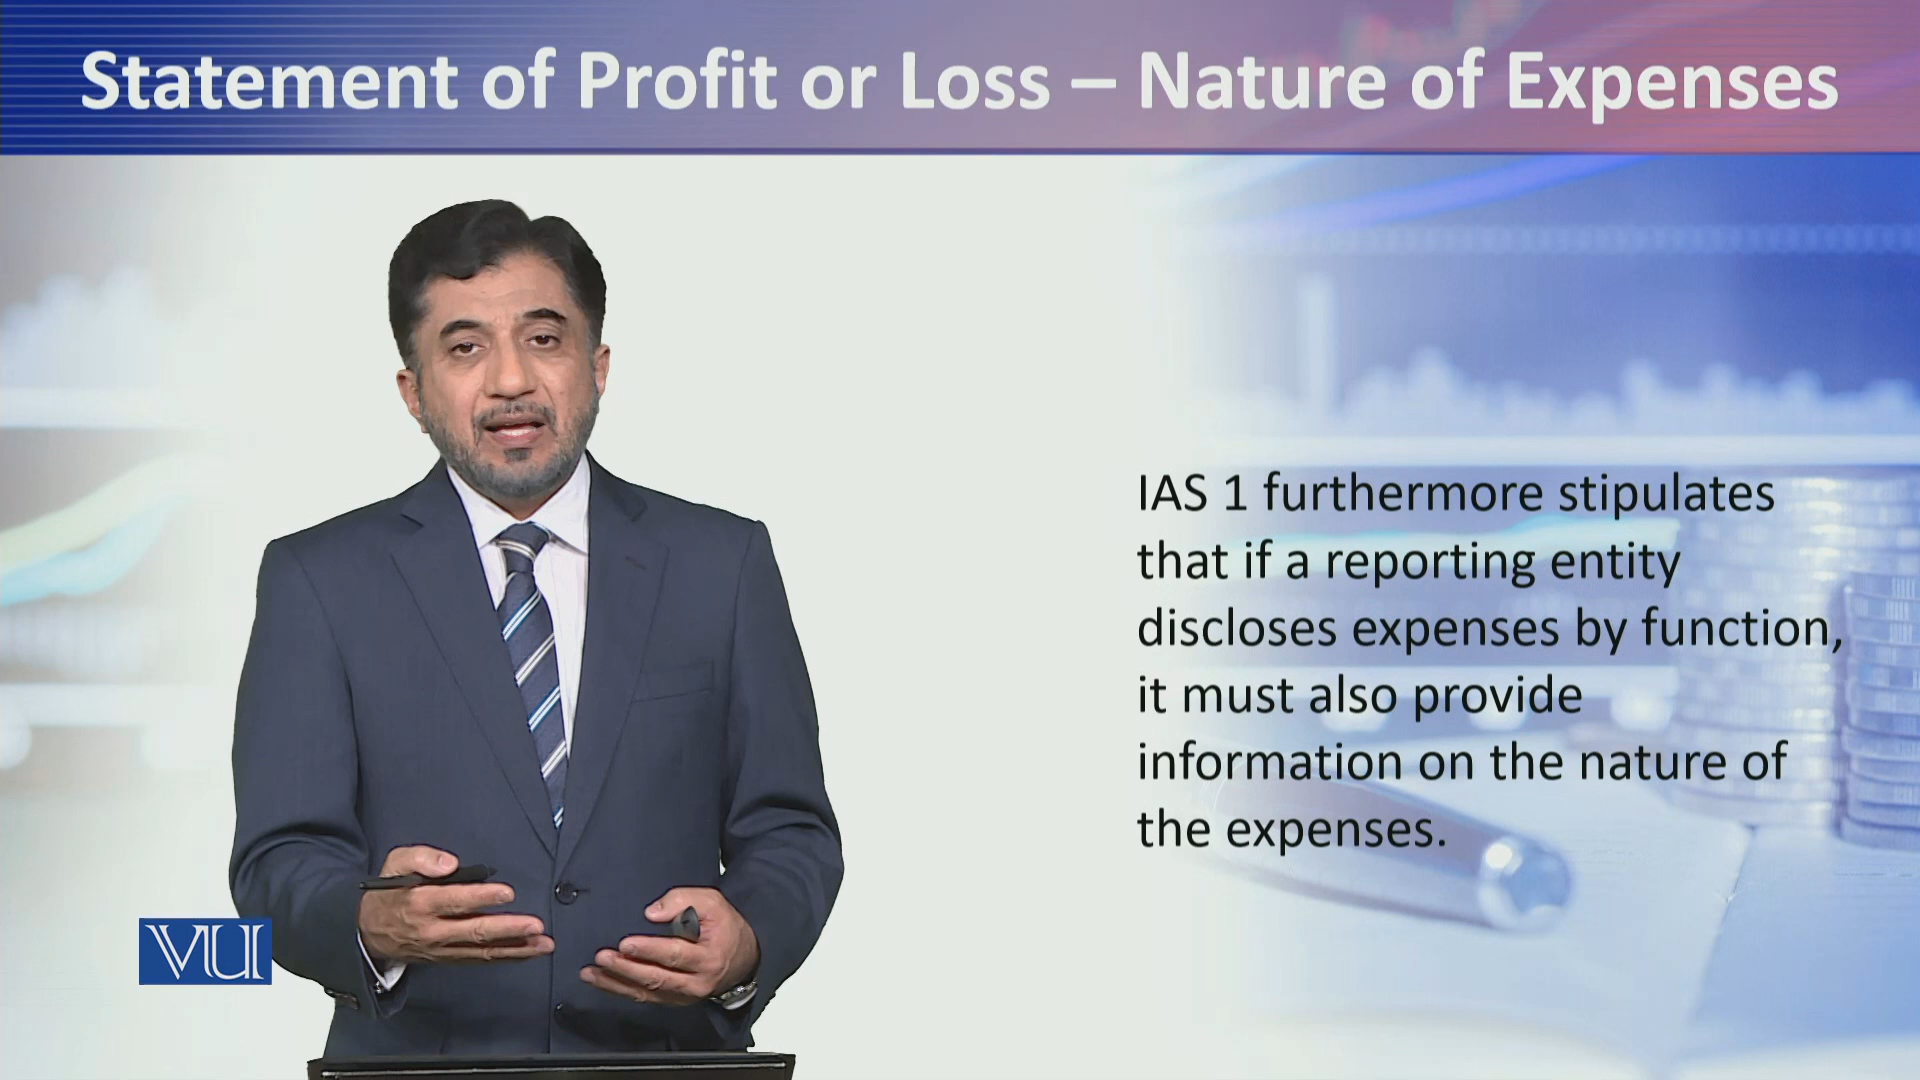 Statement of Profit or Loss – Nature of Expenses
IAS 1 furthermore stipulates
that if a reporting entity
discloses expenses by function,
it must also provide
information on the nature of
the expenses.
VU